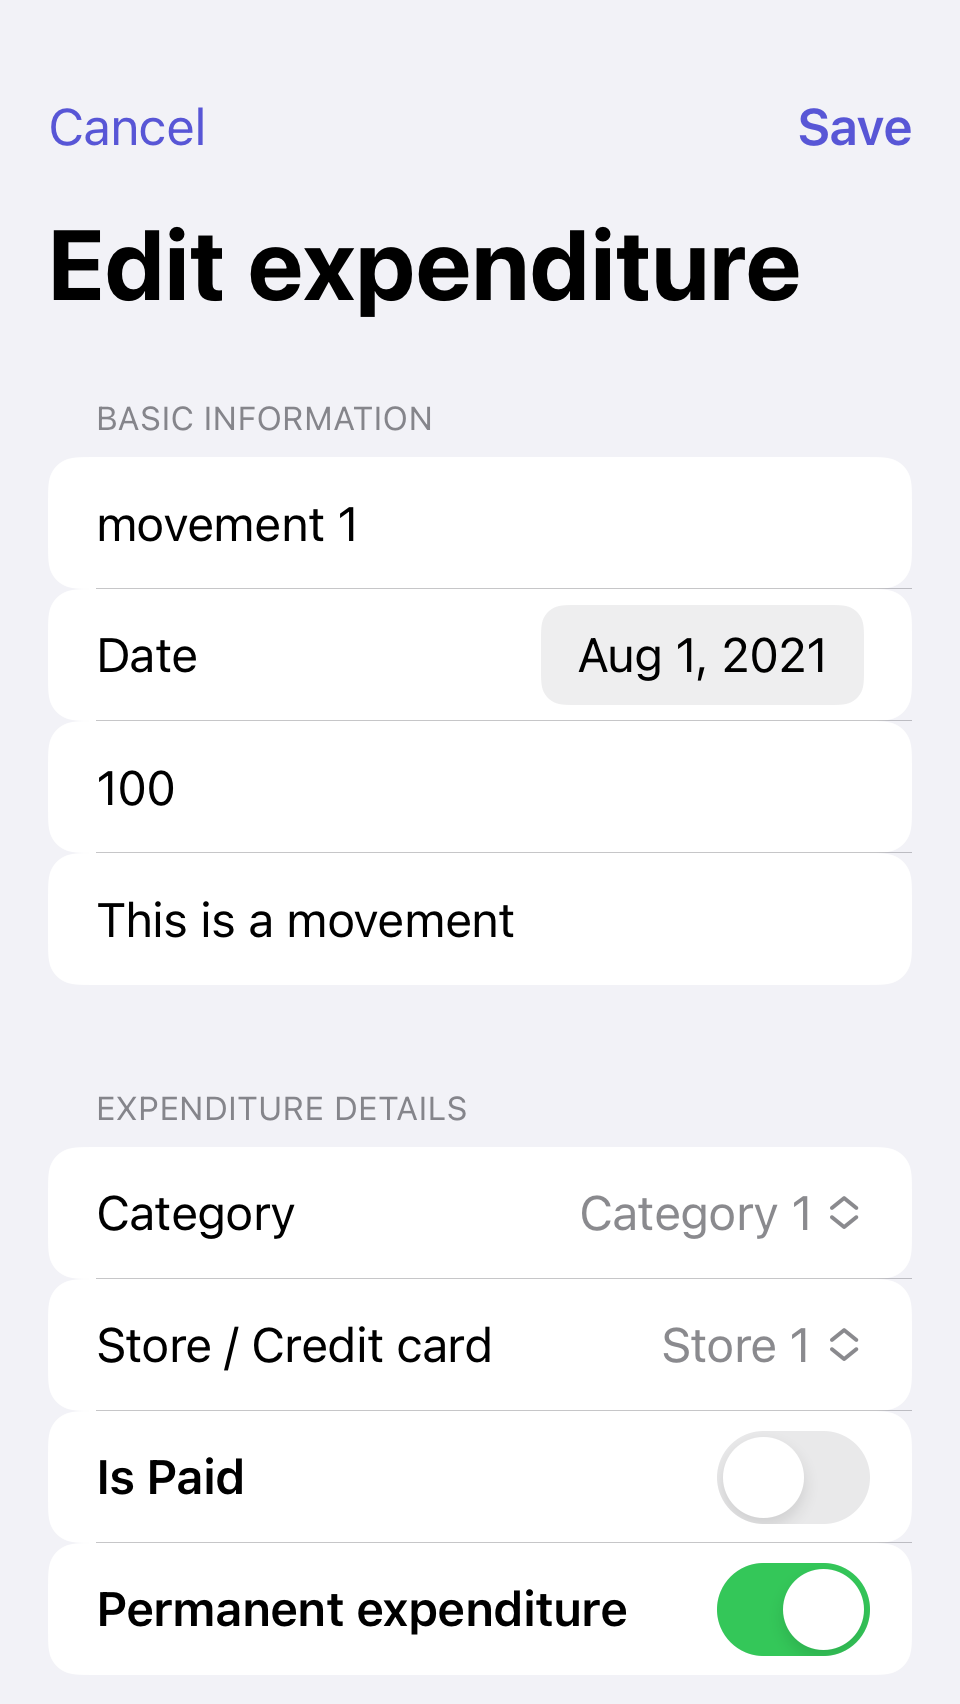 Cancel Save
Edit expenditure
BASIC INFORMATION
movement 1
Date Aug 1, 2021
100
This is a movement
EXPENDITURE DETAILS
Category Category 1
Store / Credit card Store 1
Is Paid
Permanent expenditure